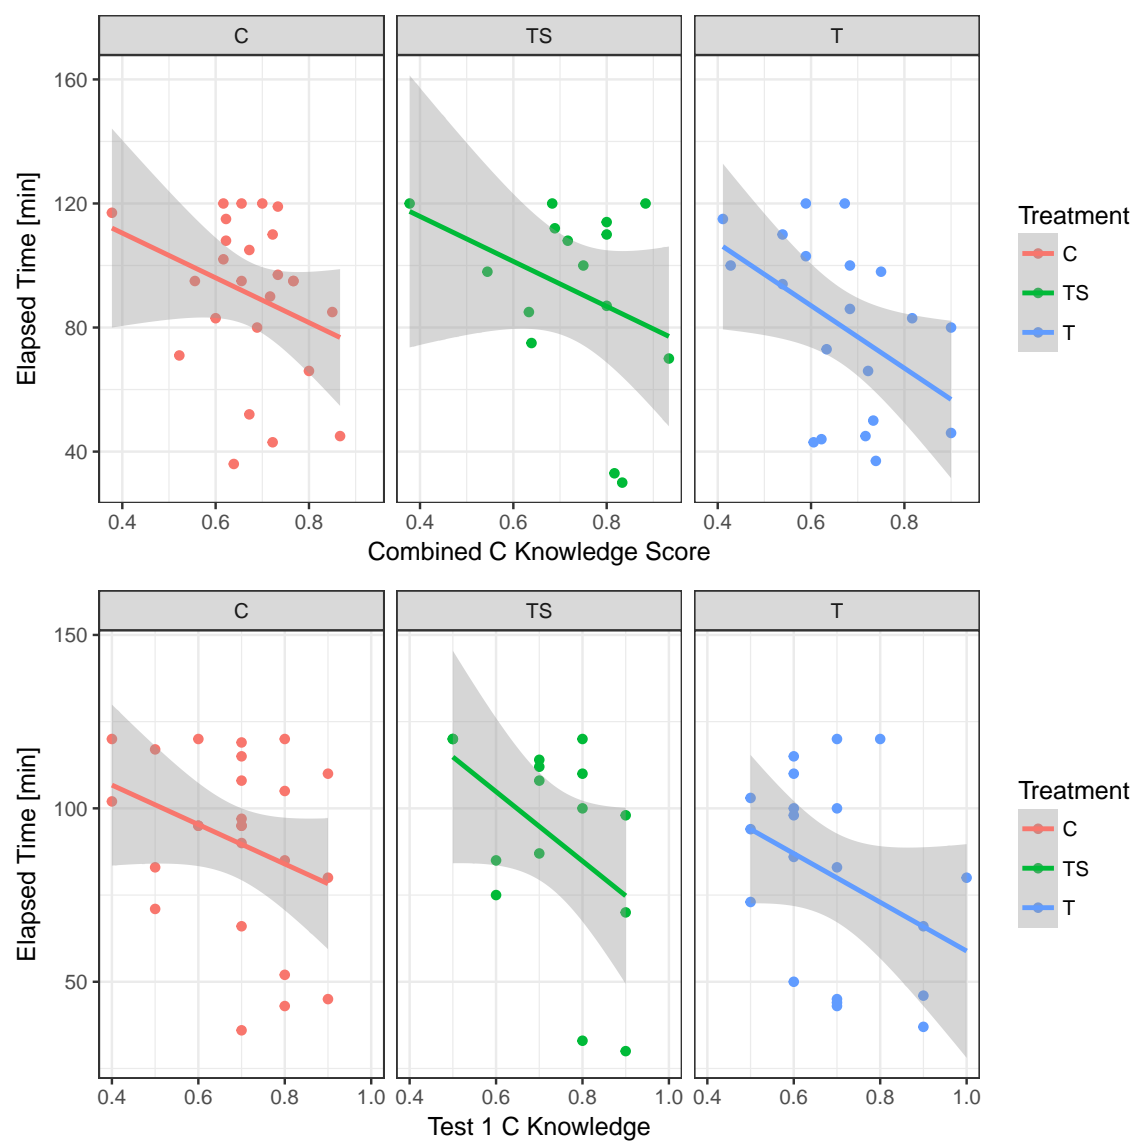 C TS T
160
120
80
40
Elapsed Time [min]
0.4 0.6 0.8 0.4 0.6 0.8 0.4 0.6 0.8
Combined C Knowledge Score
Treatment
C
TS
T
C TS T
150
100
50
Elapsed Time [min]
0.4 0.6 0.8 1.0 0.4 0.6 0.8 1.0 0.4 0.6 0.8 1.0
Test 1 C Knowledge
Treatment
C
TS
T